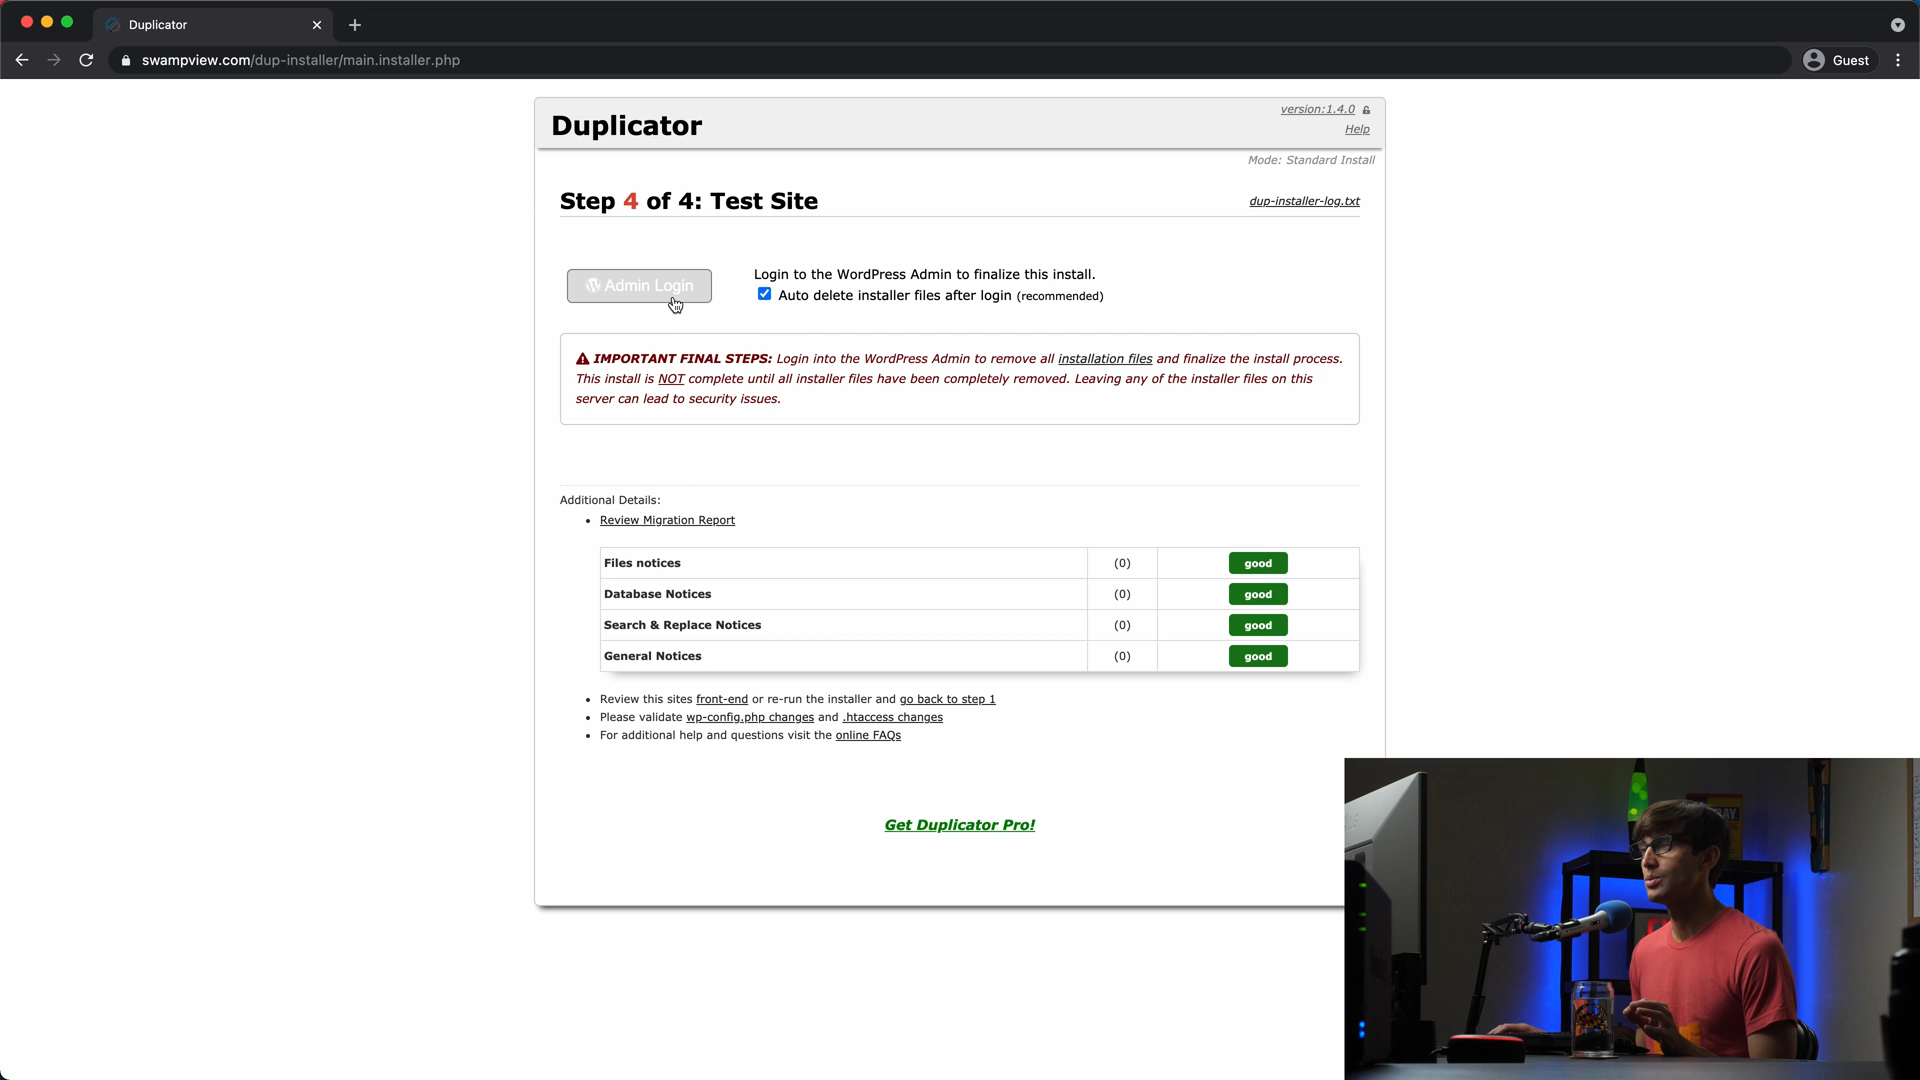 Duplicator
swampview.com/dup-installer/main.installer.php
Guest
Duplicator
version:1.4.0
Help
Mode: Standard Install
Step 4 of 4: Test Site
dup-installer-log.txt
Admin Login
Login to the WordPress Admin to finalize this install.
Auto delete installer files after login (recommended)
IMPORTANT FINAL STEPS: Login into the WordPress Admin to remove all installation files and finalize the install process.
This install is NOT complete until all installer files have been completely removed. Leaving any of the installer files on this
server can lead to security issues.
Additional Details:
• Review Migration Report
Files notices (0) good
Database Notices (0) good
Search & Replace Notices (0) good
General Notices (0) good
• Review this sites front-end or re-run the installer and go back to step 1
• Please validate wp-config.php changes and .htaccess changes
• For additional help and questions visit the online FAQs
Get Duplicator Pro!